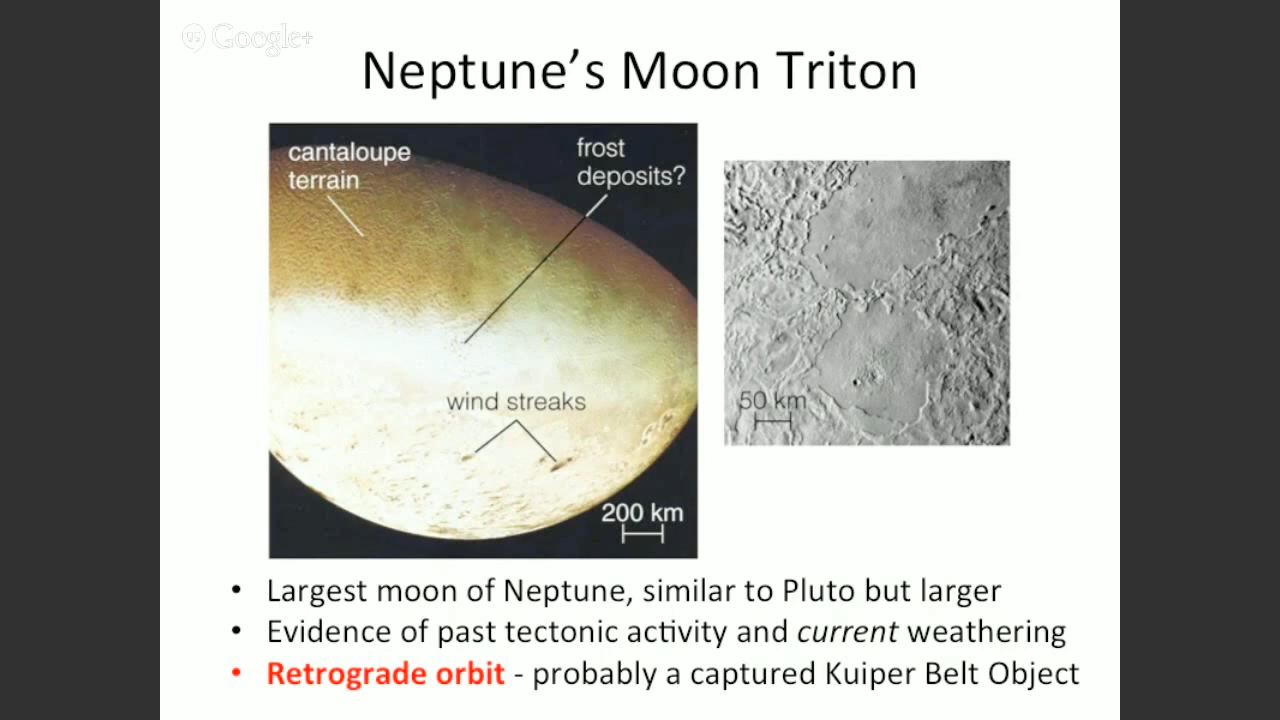 Google+
Neptune’s Moon Triton
cantaloupe
terrain
frost
deposits?
wind streaks
200 km
50 km
• Largest moon of Neptune, similar to Pluto but larger
• Evidence of past tectonic activity and current weathering
• Retrograde orbit - probably a captured Kuiper Belt Object